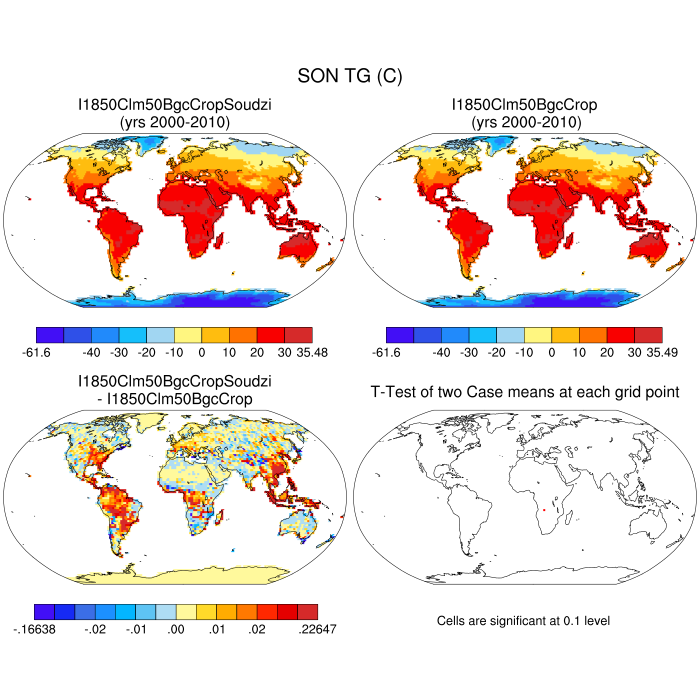 SON TG (C)
I1850Clm50BgcCropSoudzi
(yrs 2000-2010)
I1850Clm50BgcCrop
(yrs 2000-2010)
-61.6 -40 -30 -20 -10 0 10 20 30 35.48
-61.6 -40 -30 -20 -10 0 10 20 30 35.49
I1850Clm50BgcCropSoudzi
- I1850Clm50BgcCrop
T-Test of two Case means at each grid point
-.16638 -.02 -.01 .00 .01 .02 .22647
Cells are significant at 0.1 level